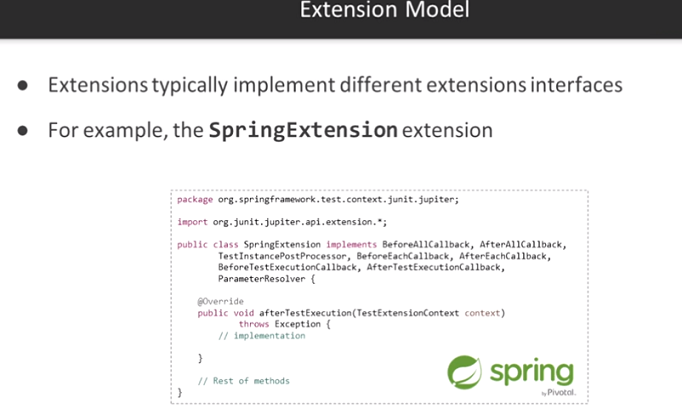 Extension Model
● Extensions typically implement different extensions interfaces
● For example, the SpringExtension extension
package org.springframework.test.context.junit.jupiter;
import org.junit.jupiter.api.extension.*;
public class SpringExtension implements BeforeAllCallback, AfterAllCallback,
TestInstancePostProcessor, BeforeEachCallback, AfterEachCallback,
BeforeTestExecutionCallback, AfterTestExecutionCallback,
ParameterResolver {
@Override
public void afterTestExecution(TestExtensionContext context)
throws Exception {
// implementation
}
// Rest of methods
}
spring
by Pivotal.